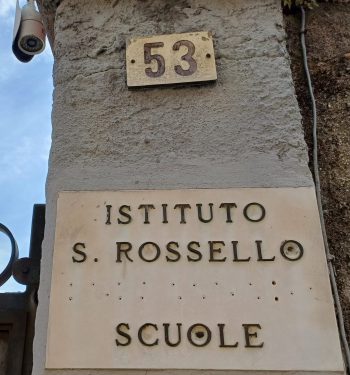 53
ISTITUTO
S. ROSSELLO
SCUOLE